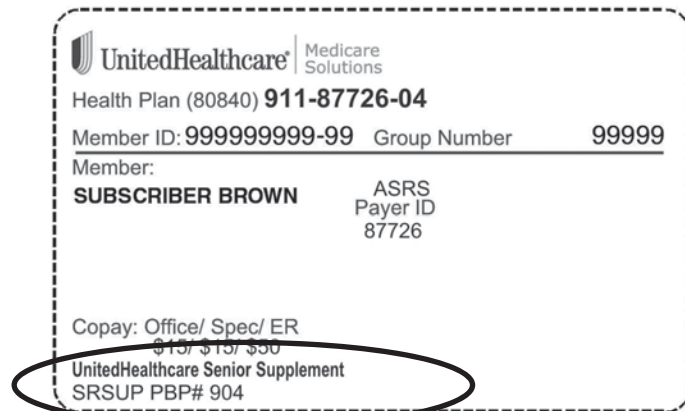 UnitedHealthcare® Medicare Solutions
Health Plan (80840) 911-87726-04
Member ID: 999999999-99 Group Number 99999
Member:
SUBSCRIBER BROWN
ASRS
Payer ID
87726
Copay: Office/ Spec/ ER
$15/ $15/ $50
UnitedHealthcare Senior Supplement
SRSUP PBP# 904